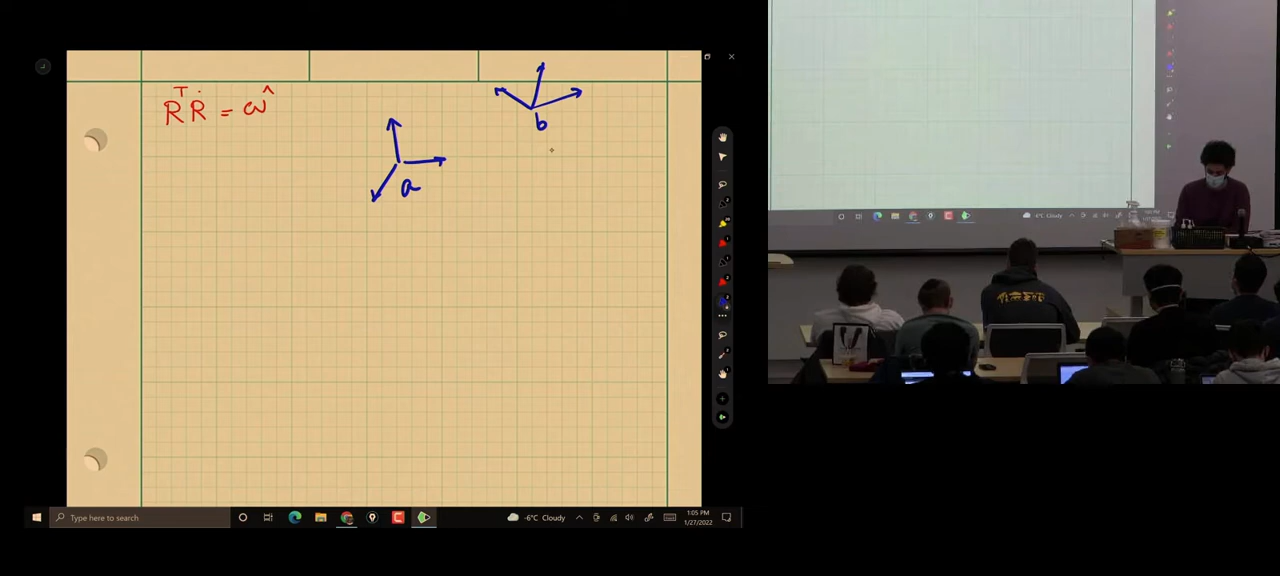 RᵀṘ = ω̂
a
b
Type here to search
-6°C Cloudy
1:05 PM
1/27/2022